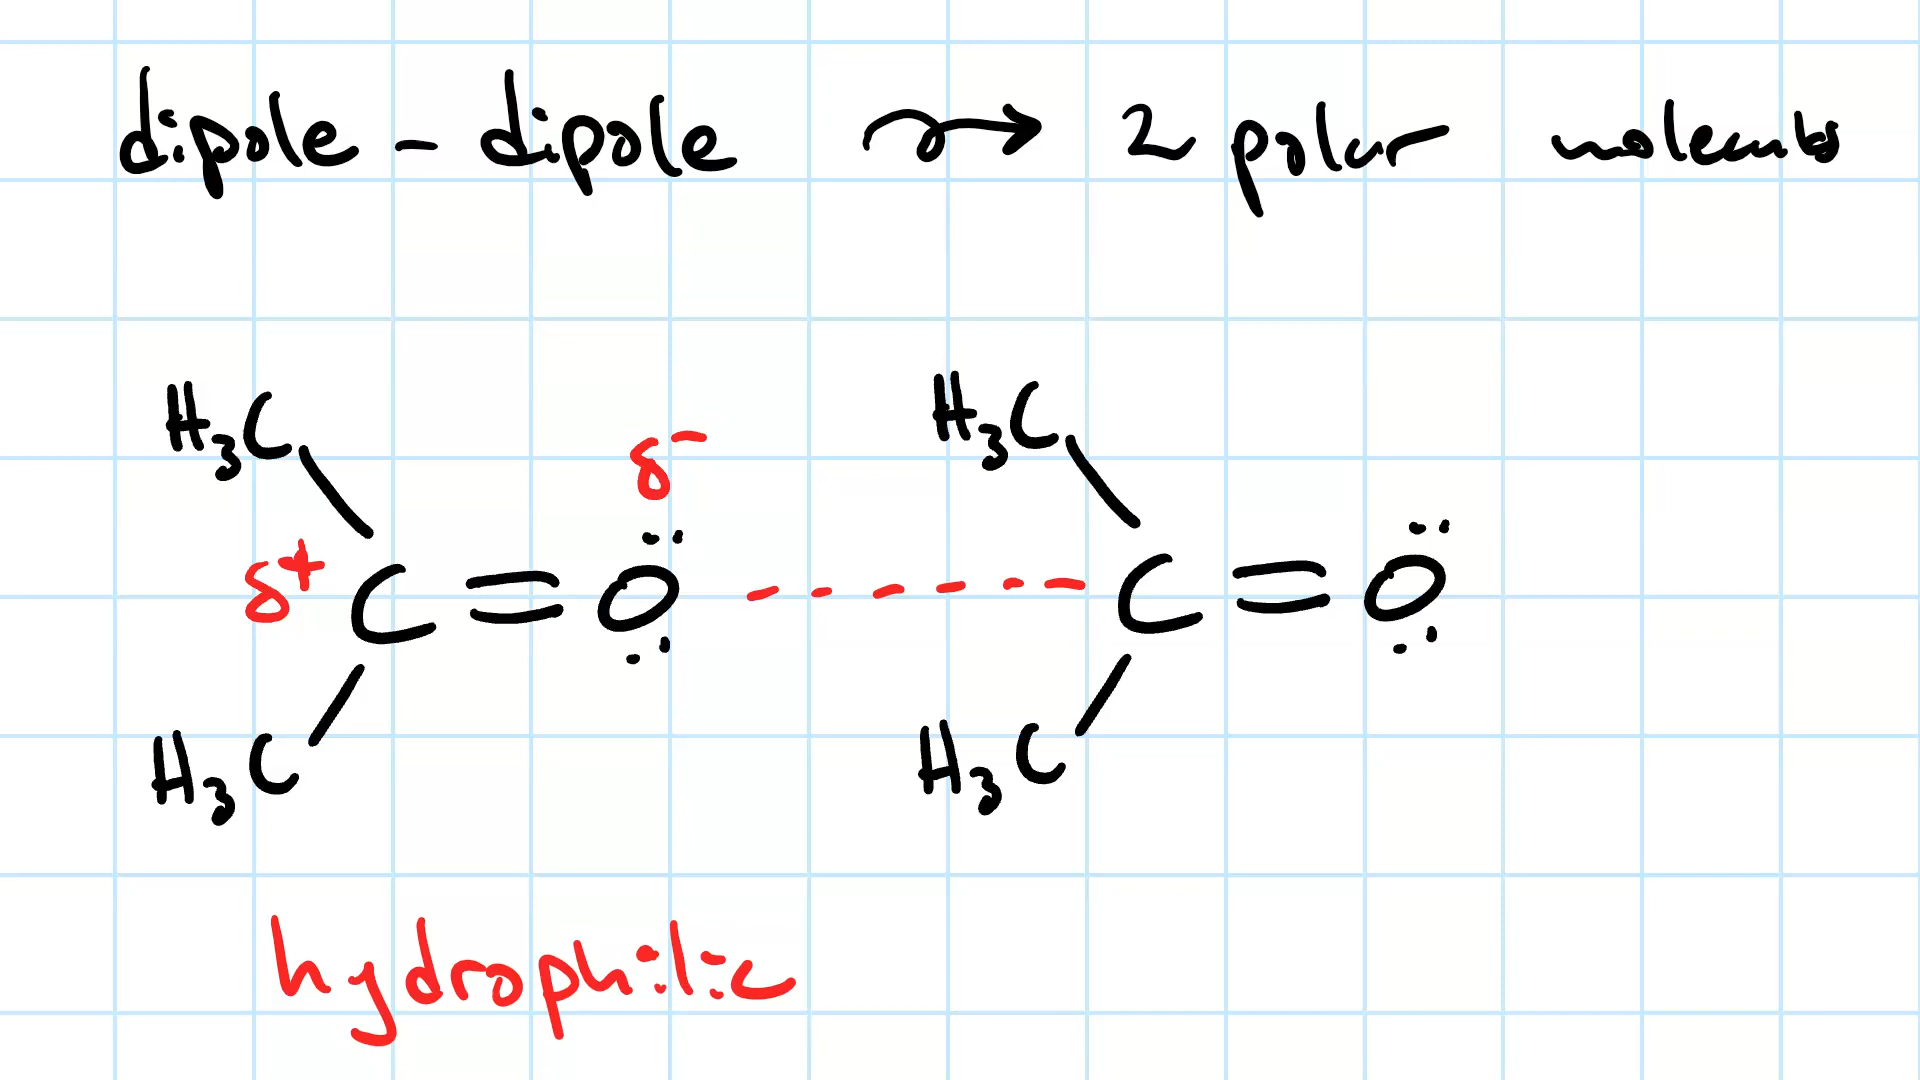 dipole - dipole → 2 polar molecules
H₃C H₃C
δ⁻
δ⁺ C = O - - - - - - C = O
H₃C H₃C
hydrophilic